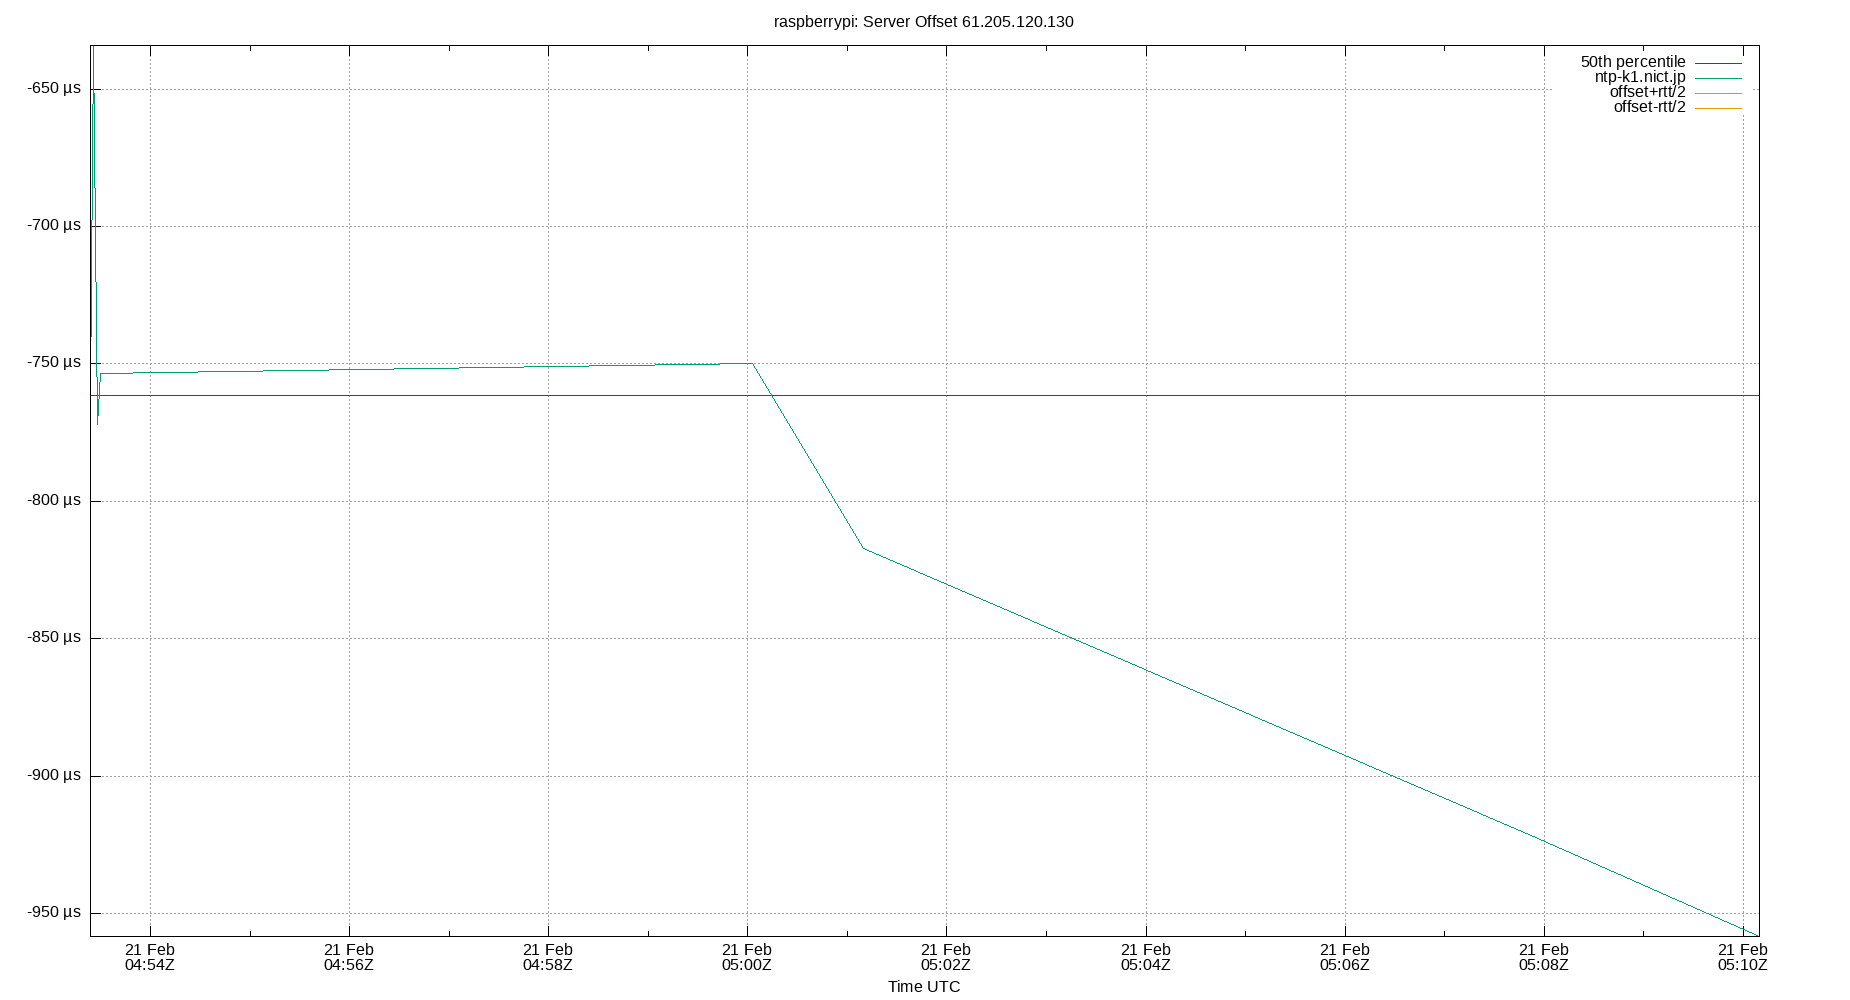 raspberrypi: Server Offset 61.205.120.130
50th percentile
ntp-k1.nict.jp
offset+rtt/2
offset-rtt/2
-650 µs
-700 µs
-750 µs
-800 µs
-850 µs
-900 µs
-950 µs
21 Feb 21 Feb 21 Feb 21 Feb 21 Feb 21 Feb 21 Feb 21 Feb 21 Feb
04:54Z 04:56Z 04:58Z 05:00Z 05:02Z 05:04Z 05:06Z 05:08Z 05:10Z
Time UTC